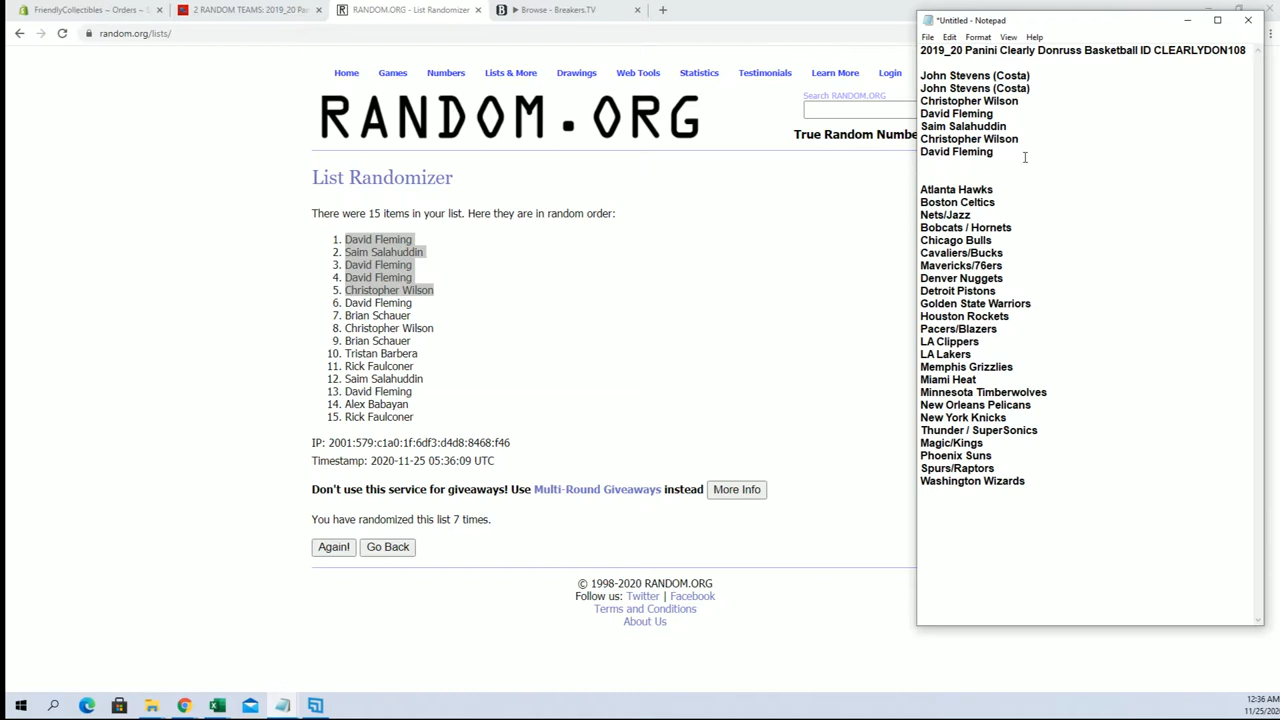 FriendlyCollectibles ~ Orders ~ S
2 RANDOM TEAMS: 2019_20 Pan
RANDOM.ORG - List Randomizer
Browse - Breakers.TV
random.org/lists/
Home Games Numbers Lists & More Drawings Web Tools Statistics Testimonials Learn More Login
RANDOM.ORG
Search RANDOM.ORG
True Random Numbe
List Randomizer
There were 15 items in your list. Here they are in random order:
1. David Fleming
2. Saim Salahuddin
3. David Fleming
4. David Fleming
5. Christopher Wilson
6. David Fleming
7. Brian Schauer
8. Christopher Wilson
9. Brian Schauer
10. Tristan Barbera
11. Rick Faulconer
12. Saim Salahuddin
13. David Fleming
14. Alex Babayan
15. Rick Faulconer
IP: 2001:579:c1a0:1f:6df3:d4d8:8468:f46
Timestamp: 2020-11-25 05:36:09 UTC
Don't use this service for giveaways! Use Multi-Round Giveaways instead More Info
You have randomized this list 7 times.
Again! Go Back
© 1998-2020 RANDOM.ORG
Follow us: Twitter | Facebook
Terms and Conditions
About Us
*Untitled - Notepad
File Edit Format View Help
2019_20 Panini Clearly Donruss Basketball ID CLEARLYDON108
John Stevens (Costa)
John Stevens (Costa)
Christopher Wilson
David Fleming
Saim Salahuddin
Christopher Wilson
David Fleming
Atlanta Hawks
Boston Celtics
Nets/Jazz
Bobcats / Hornets
Chicago Bulls
Cavaliers/Bucks
Mavericks/76ers
Denver Nuggets
Detroit Pistons
Golden State Warriors
Houston Rockets
Pacers/Blazers
LA Clippers
LA Lakers
Memphis Grizzlies
Miami Heat
Minnesota Timberwolves
New Orleans Pelicans
New York Knicks
Thunder / SuperSonics
Magic/Kings
Phoenix Suns
Spurs/Raptors
Washington Wizards
12:36 AM
11/25/202